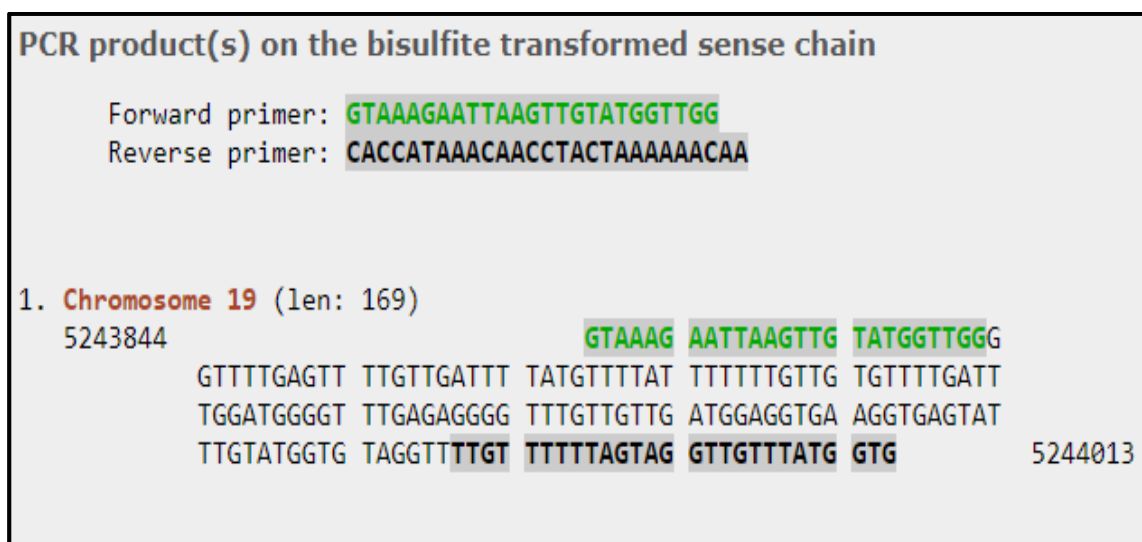 PCR product(s) on the bisulfite transformed sense chain
Forward primer: GTAAAGAATTAAGTTGTATGGTTGG
Reverse primer: CACCATAAACAACCTACTAAAAAACAA
1. Chromosome 19 (len: 169)
5243844 GTAAAG AATTAAGTTG TATGGTTGGG
GTTTTGAGTT TTGTTGATTT TATGTTTTAT TTTTTTGTTG TGTTTTGATT
TGGATGGGGT TTGAGAGGGG TTTGTTGTTG ATGGAGGTGA AGGTGAGTAT
TTGTATGGTG TAGGTTTTGT TTTTTAGTAG GTTGTTTATG GTG 5244013